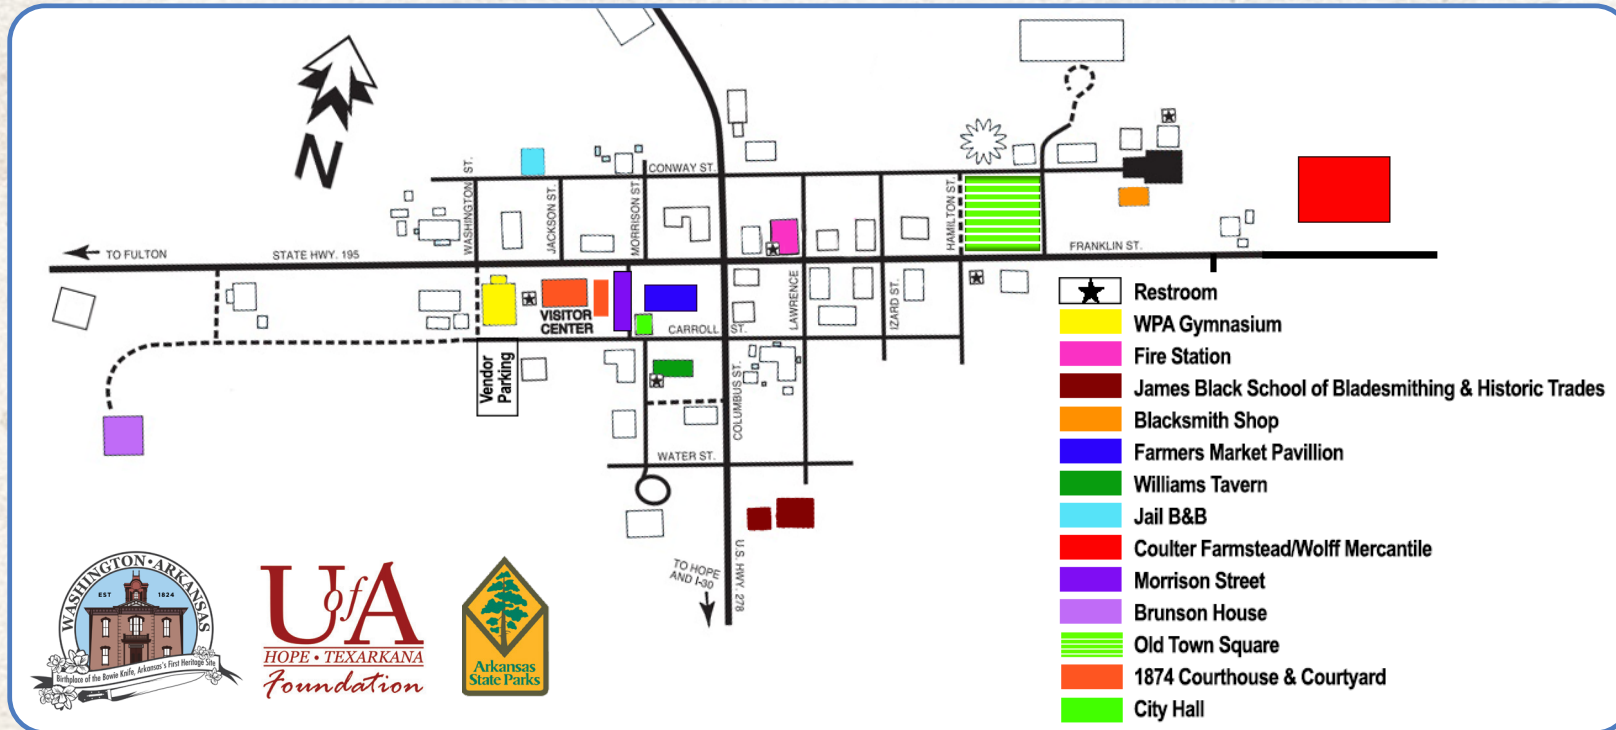 N
WASHINGTON ST.
JACKSON ST.
MORRISON ST.
CONWAY ST.
HAMILTON ST.
TO FULTON
STATE HWY. 195
FRANKLIN ST.
VISITOR
CENTER
CARROLL ST.
LAWRENCE
IZARD ST.
Vendor
Parking
COLUMBUS ST.
WATER ST.
TO HOPE
AND I-30
U.S. HWY. 278
Restroom
WPA Gymnasium
Fire Station
James Black School of Bladesmithing & Historic Trades
Blacksmith Shop
Farmers Market Pavillion
Williams Tavern
Jail B&B
Coulter Farmstead/Wolff Mercantile
Morrison Street
Brunson House
Old Town Square
1874 Courthouse & Courtyard
City Hall
WASHINGTON • ARKANSAS
EST 1824
Birthplace of the Bowie Knife, Arkansas's First Heritage Site
U of A
HOPE • TEXARKANA
Foundation
Arkansas
State Parks